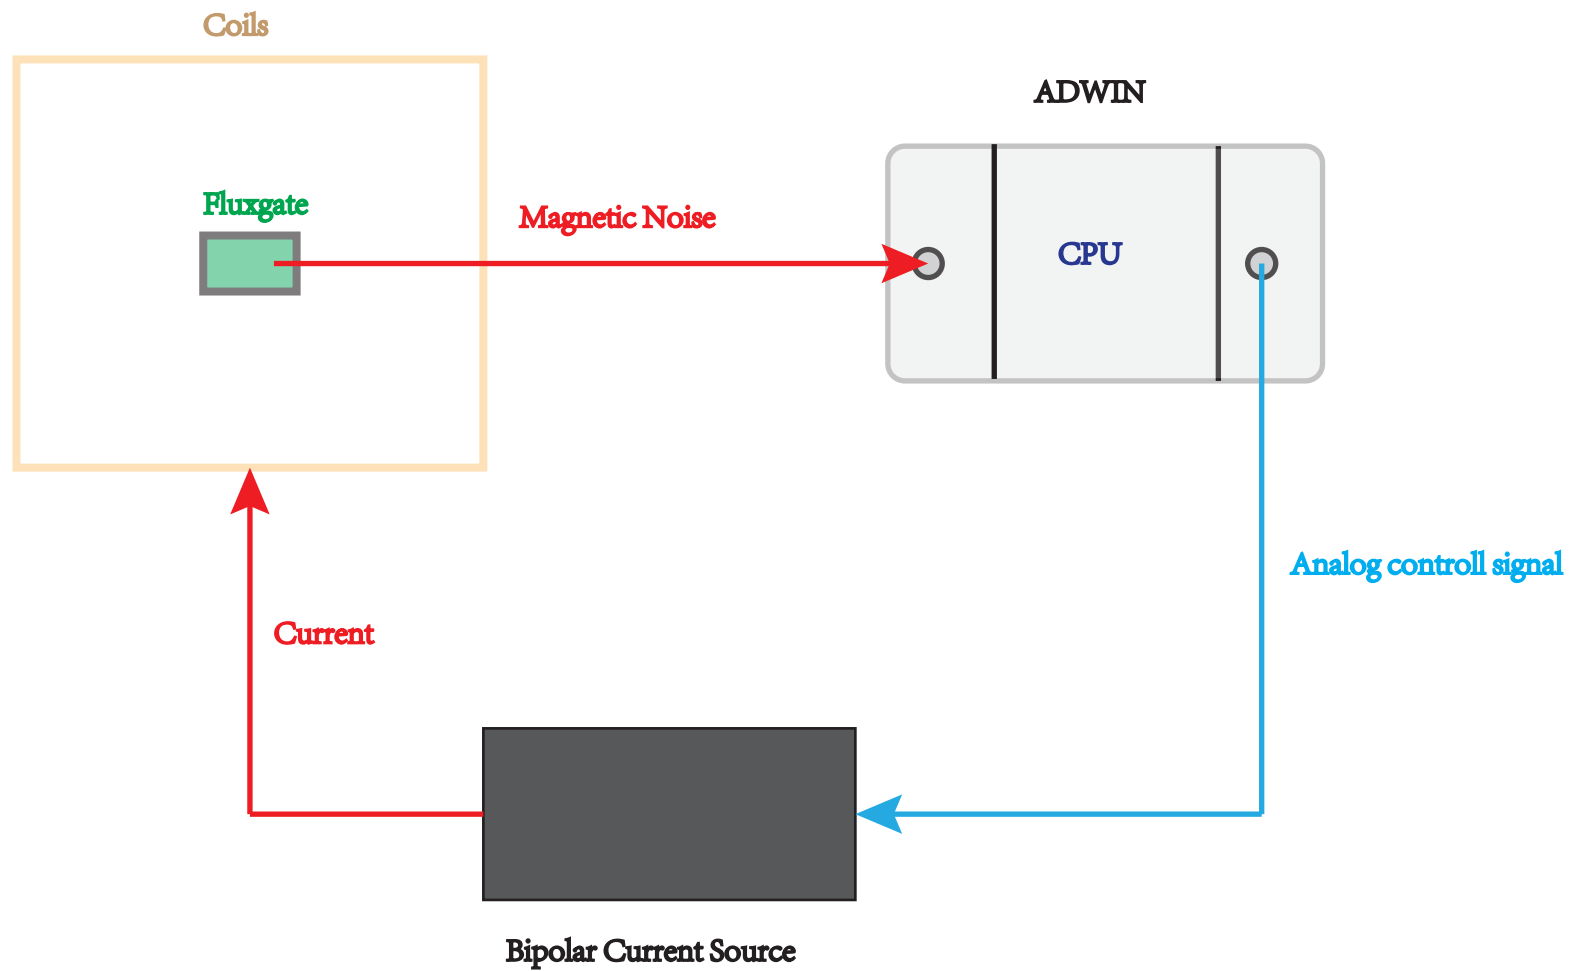 Coils
ADWIN
Fluxgate
Magnetic Noise
CPU
Analog controll signal
Current
Bipolar Current Source